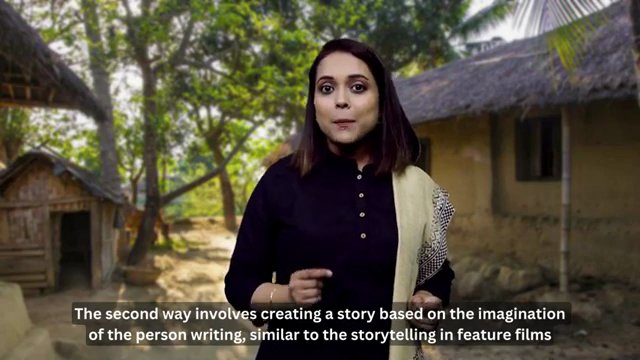 The second way involves creating a story based on the imagination
of the person writing, similar to the storytelling in feature films